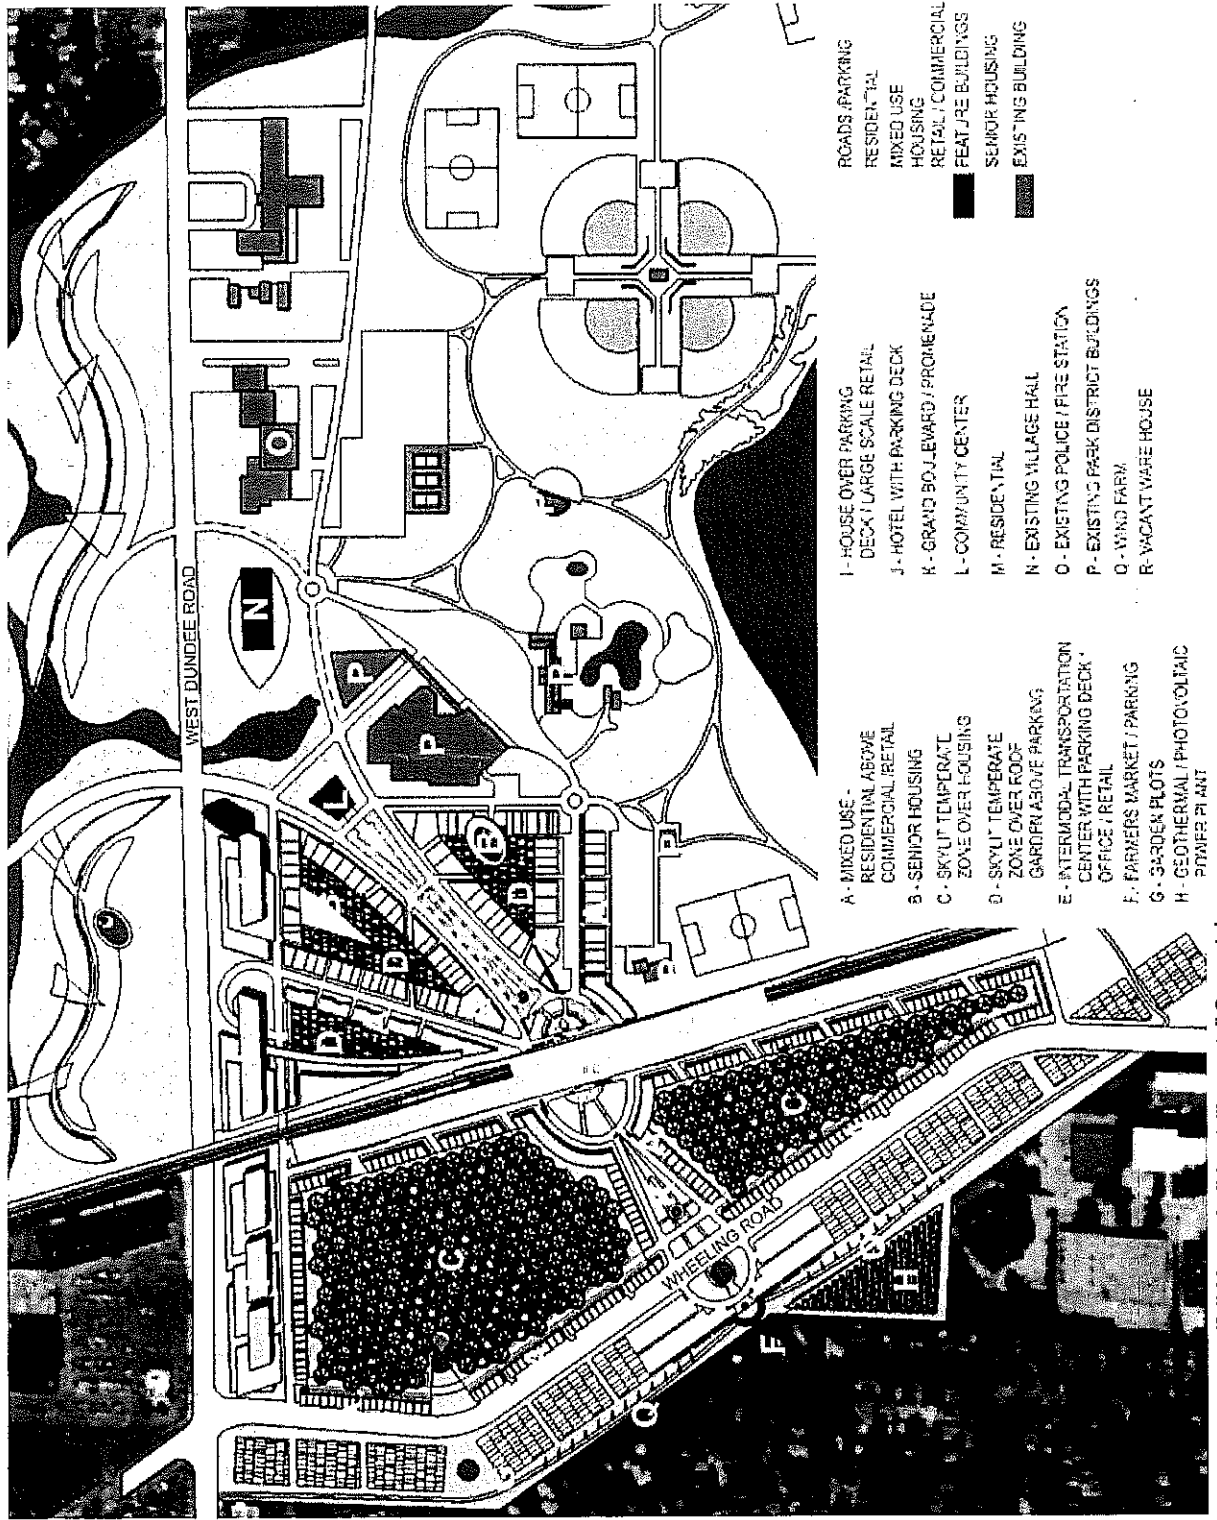 WEST DUNDEE ROAD
WHEELING ROAD
N
O
P
P
P
L
B
D
D
C
C
H
F
Q
A - MIXED USE -
RESIDENTIAL ABOVE
COMMERCIAL / RETAIL
B - SENIOR HOUSING
C - SKYLIT TEMPERATE
ZONE OVER HOUSING
D - SKYLIT TEMPERATE
ZONE OVER ROOF
GARDEN ABOVE PARKING
E - INTERMODAL TRANSPORTATION
CENTER WITH PARKING DECK
OFFICE / RETAIL
F - FARMERS MARKET / PARKING
G - GARDEN PLOTS
H - GEOTHERMAL / PHOTOVOLTAIC
POWER PLANT
I - HOUSE OVER PARKING
DECK / LARGE SCALE RETAIL
J - HOTEL WITH PARKING DECK
K - GRAND BOULEVARD / PROMENADE
L - COMMUNITY CENTER
M - RESIDENTIAL
N - EXISTING VILLAGE HALL
O - EXISTING POLICE / FIRE STATION
P - EXISTING PARK DISTRICT BUILDINGS
Q - WIND FARM
R - VACANT WARE HOUSE
ROADS / PARKING
RESIDENTIAL
MIXED USE
HOUSING
RETAIL / COMMERCIAL
FEATURE BUILDINGS
SENIOR HOUSING
EXISTING BUILDING